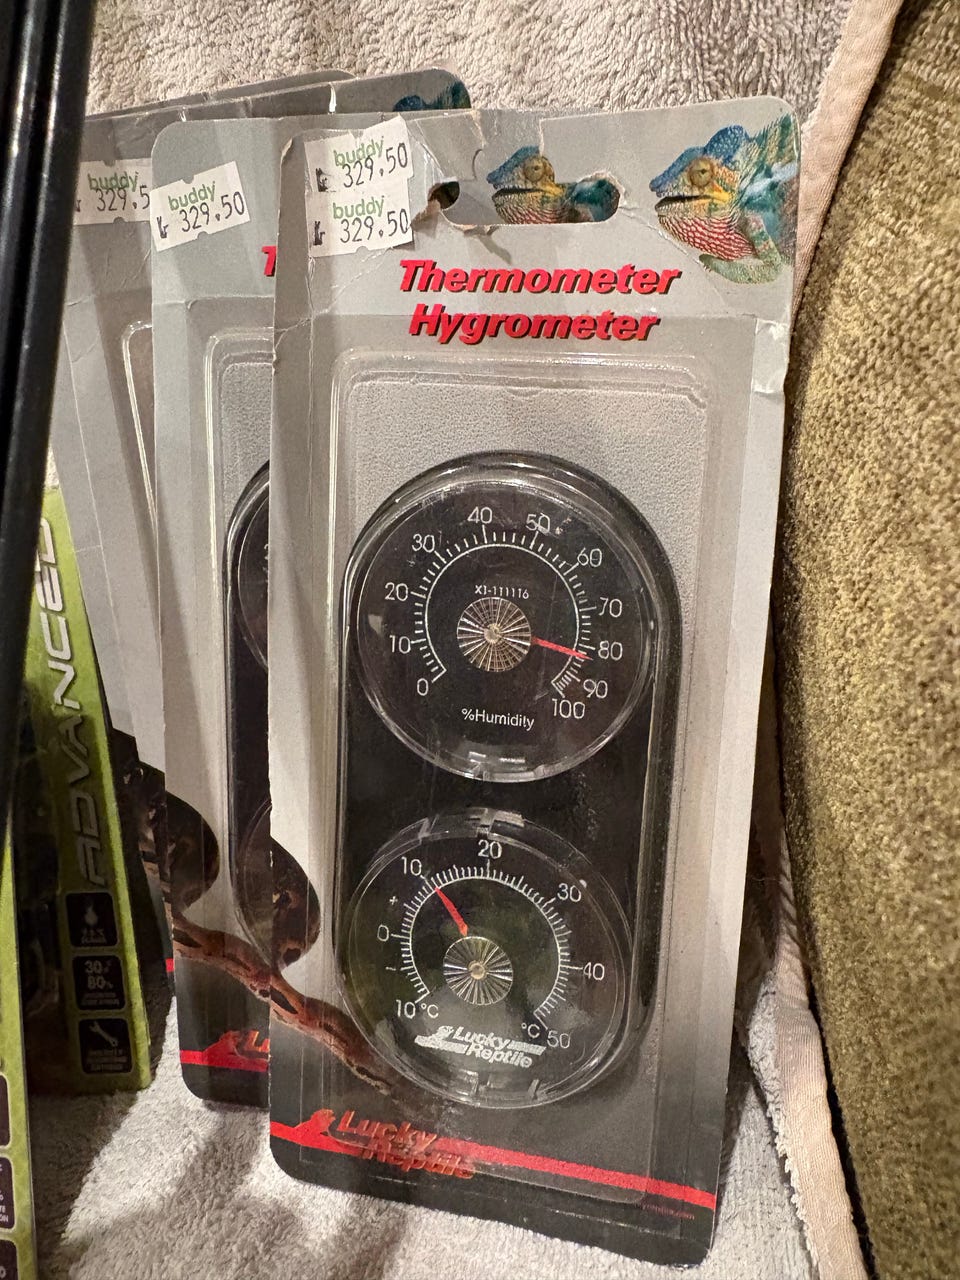 buddy
329.5
buddy
329.50
buddy
329.50
buddy
329.50
T
Thermometer
Hygrometer
0
10
20
30
40
50
60
70
80
90
100
XI-111116
%Humidity
10 °C
-
0
+
10
20
30
40
°C 50
Lucky
Reptile
Lucky
Reptile
L
ADVANCED
30
80%